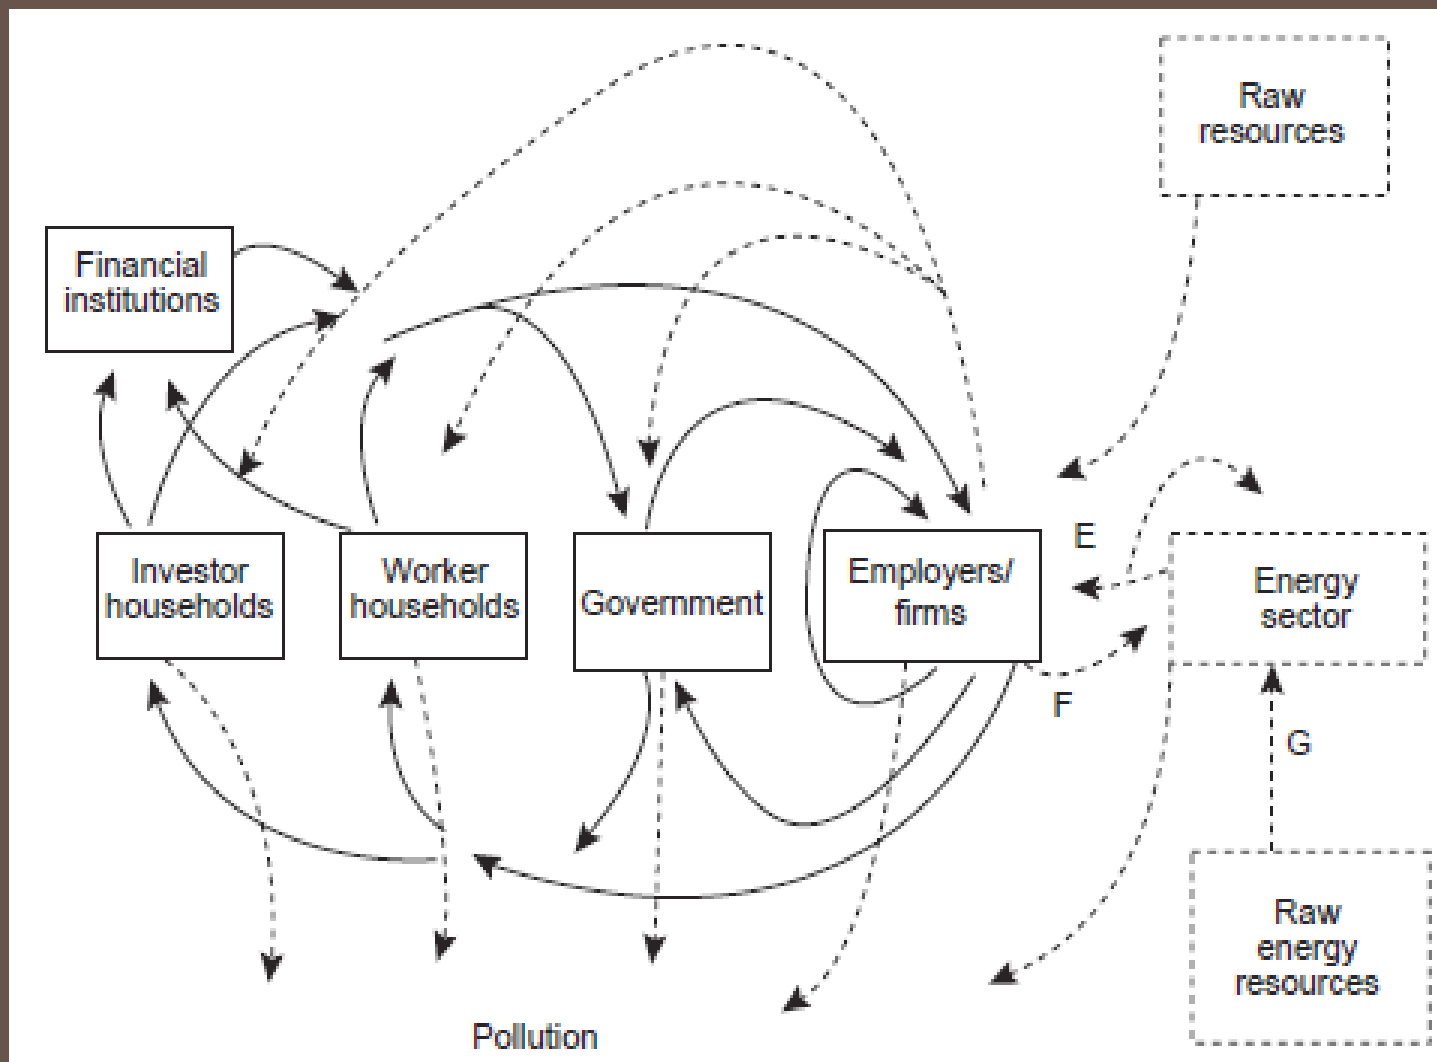 Raw
resources
Financial
institutions
Investor
households
Worker
households
Government
Employers/
firms
E
Energy
sector
F
G
Raw
energy
resources
Pollution